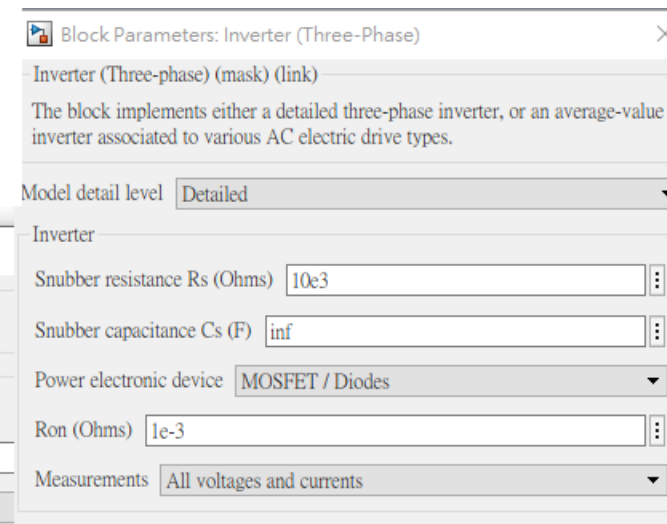 Block Parameters: Inverter (Three-Phase)
Inverter (Three-phase) (mask) (link)
The block implements either a detailed three-phase inverter, or an average-value
inverter associated to various AC electric drive types.
Model detail level Detailed
Inverter
Snubber resistance Rs (Ohms) 10e3
Snubber capacitance Cs (F) inf
Power electronic device MOSFET / Diodes
Ron (Ohms) 1e-3
Measurements All voltages and currents